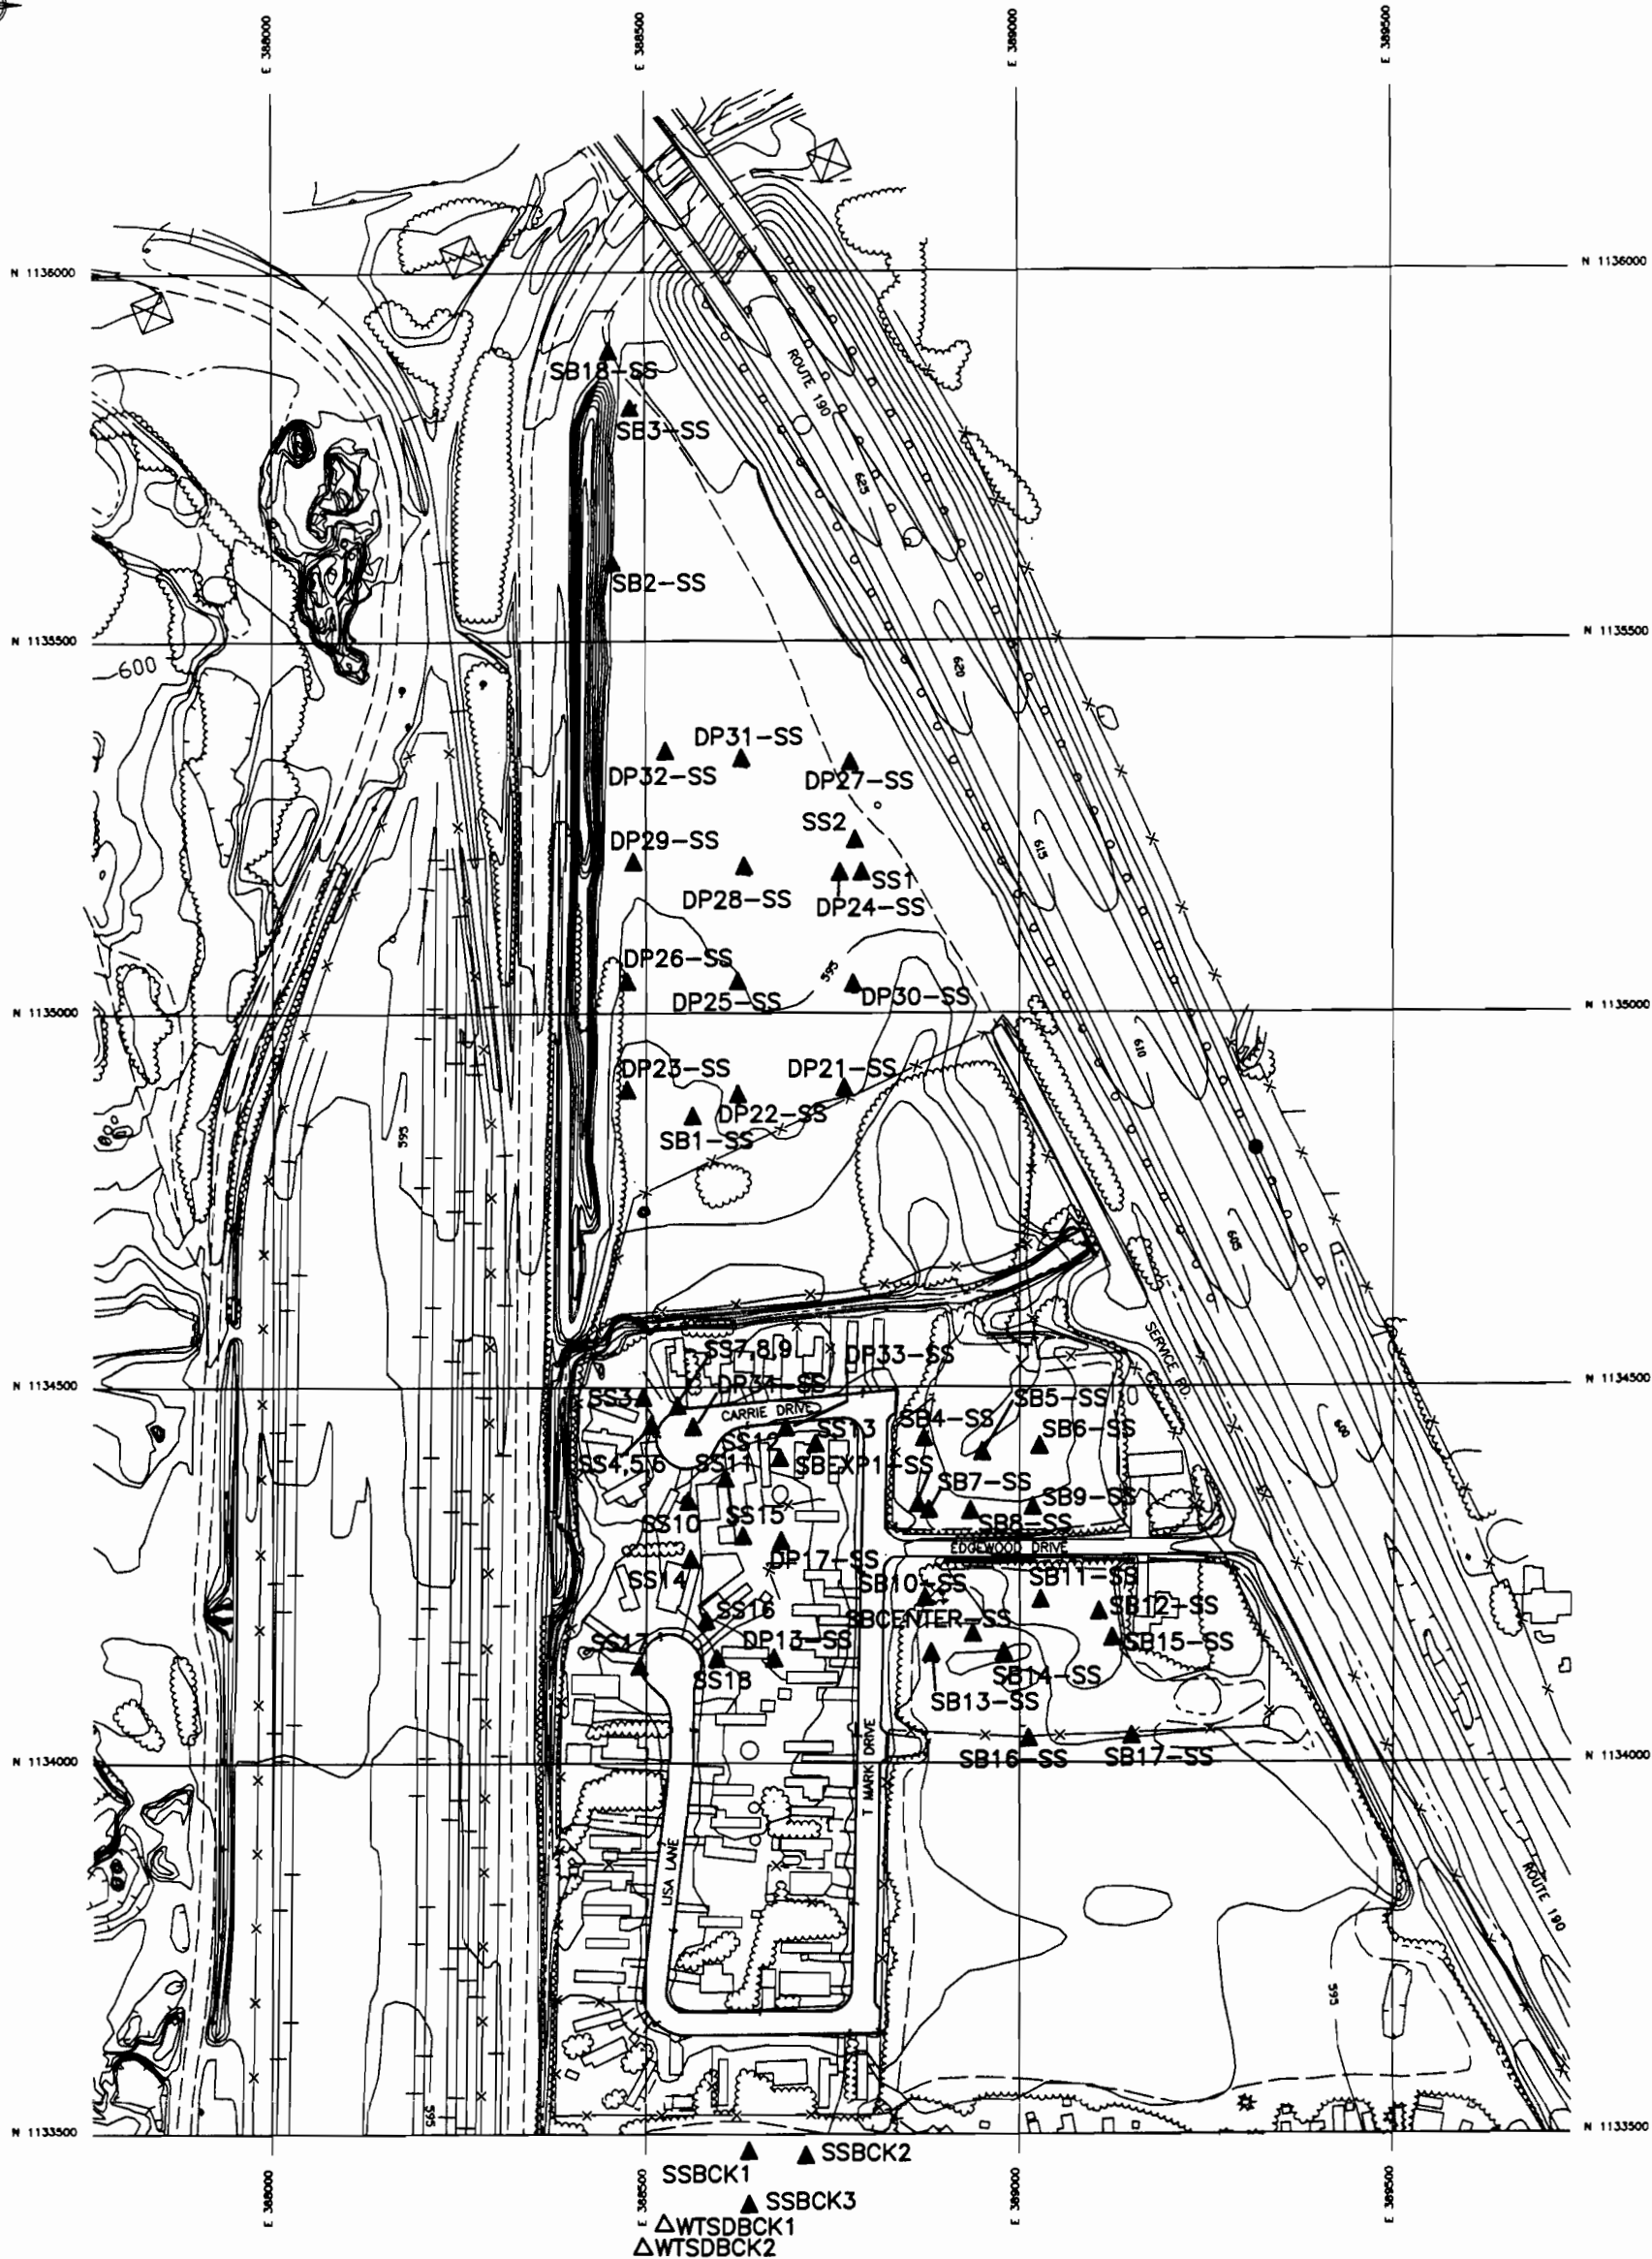 E 388000
E 388500
E 389000
E 389500
N 1136000
N 1136000
ROUTE 190
SB18-SS
SB3-SS
625
SB2-SS
N 1135500
N 1135500
600
620
DP31-SS
DP32-SS
DP27-SS
SS2
615
DP29-SS
DP28-SS
SS1
DP24-SS
DP26-SS
595
DP25-SS
DP30-SS
N 1135000
N 1135000
610
DP23-SS
DP21-SS
DP22-SS
595
SB1-SS
605
SERVICE RD.
SS7,8,9
DP33-SS
DP34-SS
N 1134500
N 1134500
SS3
CARRIE DRIVE
SB5-SS
SB4-SS
600
SS13
SB6-SS
SS12
SS4,5,6
SS11
SBEXP1-SS
SB7-SS
SB9-SS
SS10
SS15
SB8-SS
EDGEWOOD DRIVE
DP17-SS
SS14
SB10-SS
SB11-SS
SS16
SBCENTER-SS
SB12-SS
SS17
DP13-SS
SB15-SS
SS18
SB14-SS
SB13-SS
T MARK DRIVE
SB16-SS
SB17-SS
N 1134000
N 1134000
LISA LANE
ROUTE 190
595
595
N 1133500
N 1133500
SSBCK1
SSBCK2
SSBCK3
WTSDBCK1
WTSDBCK2
E 388000
E 388500
E 389000
E 389500